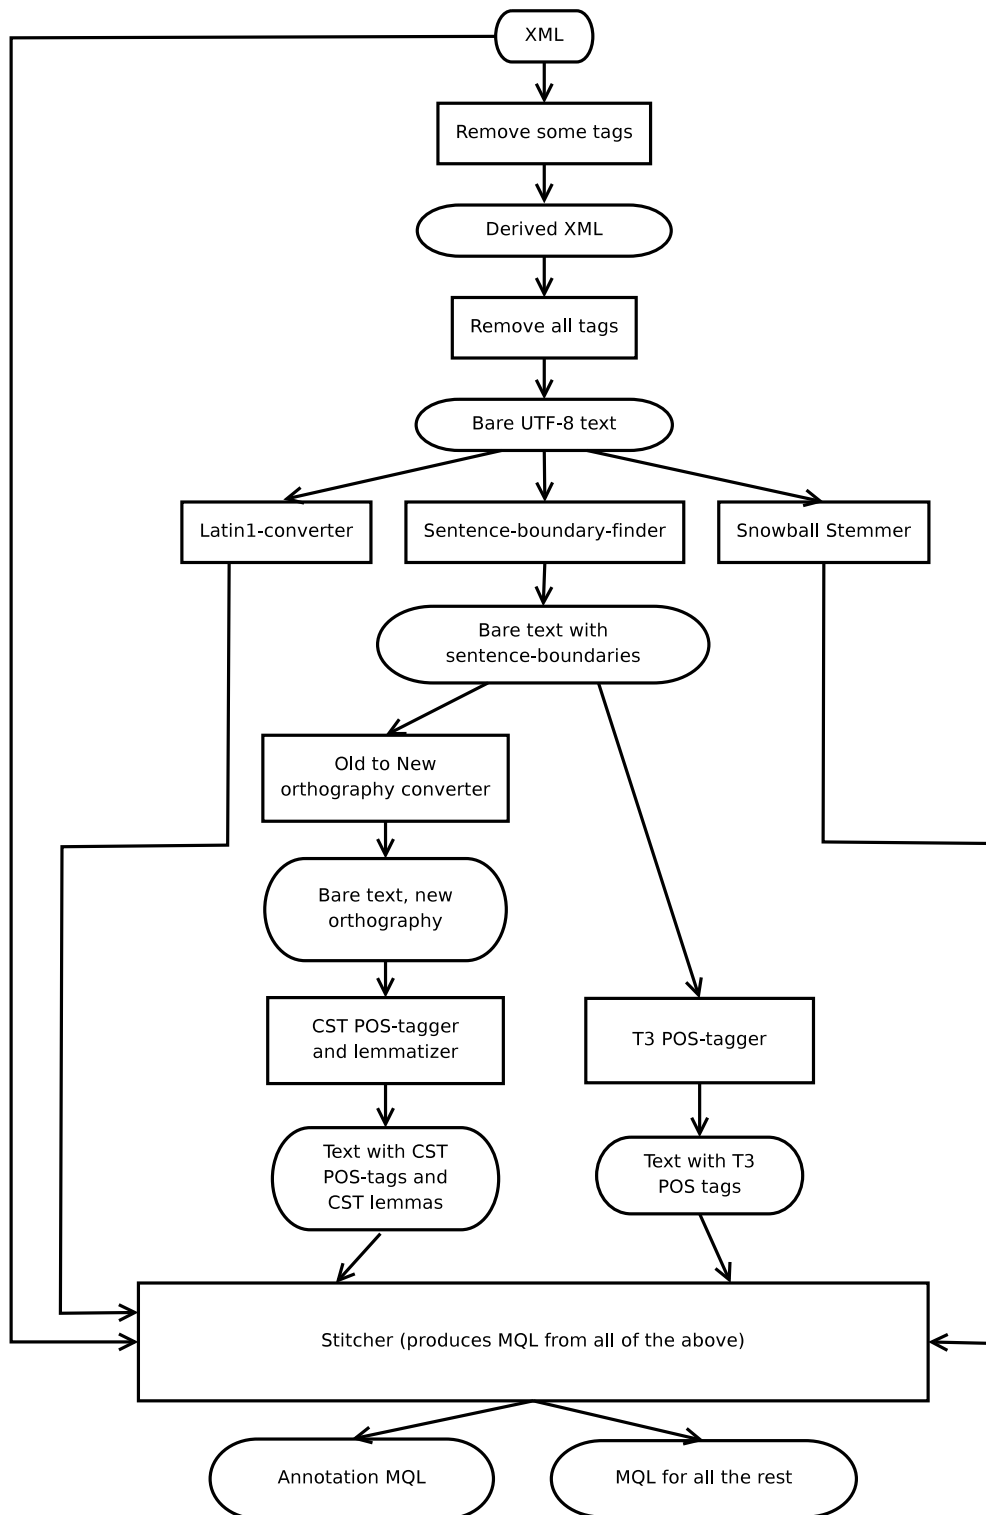 XML
Remove some tags
Derived XML
Remove all tags
Bare UTF-8 text
Latin1-converter
Sentence-boundary-finder
Snowball Stemmer
Bare text with
sentence-boundaries
Old to New
orthography converter
Bare text, new
orthography
CST POS-tagger
and lemmatizer
T3 POS-tagger
Text with CST
POS-tags and
CST lemmas
Text with T3
POS tags
Stitcher (produces MQL from all of the above)
Annotation MQL
MQL for all the rest